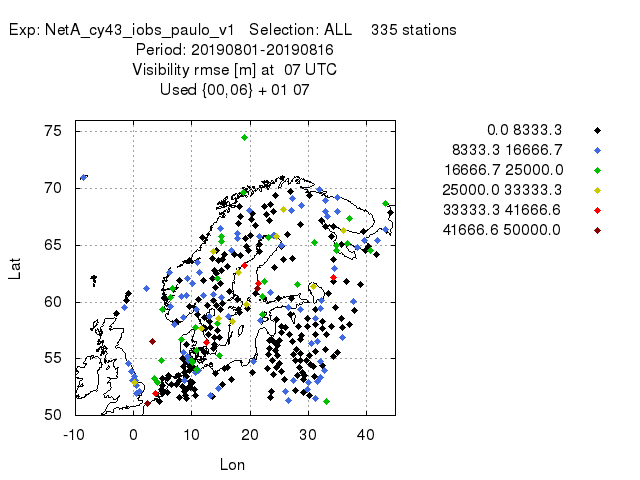 Exp: NetA_cy43_iobs_paulo_v1 Selection: ALL 335 stations
Period: 20190801-20190816
Visibility rmse [m] at 07 UTC
Used {00,06} + 01 07
0.0 8333.3
8333.3 16666.7
16666.7 25000.0
25000.0 33333.3
33333.3 41666.6
41666.6 50000.0
75
70
65
60
55
50
Lat
-10 0 10 20 30 40
Lon